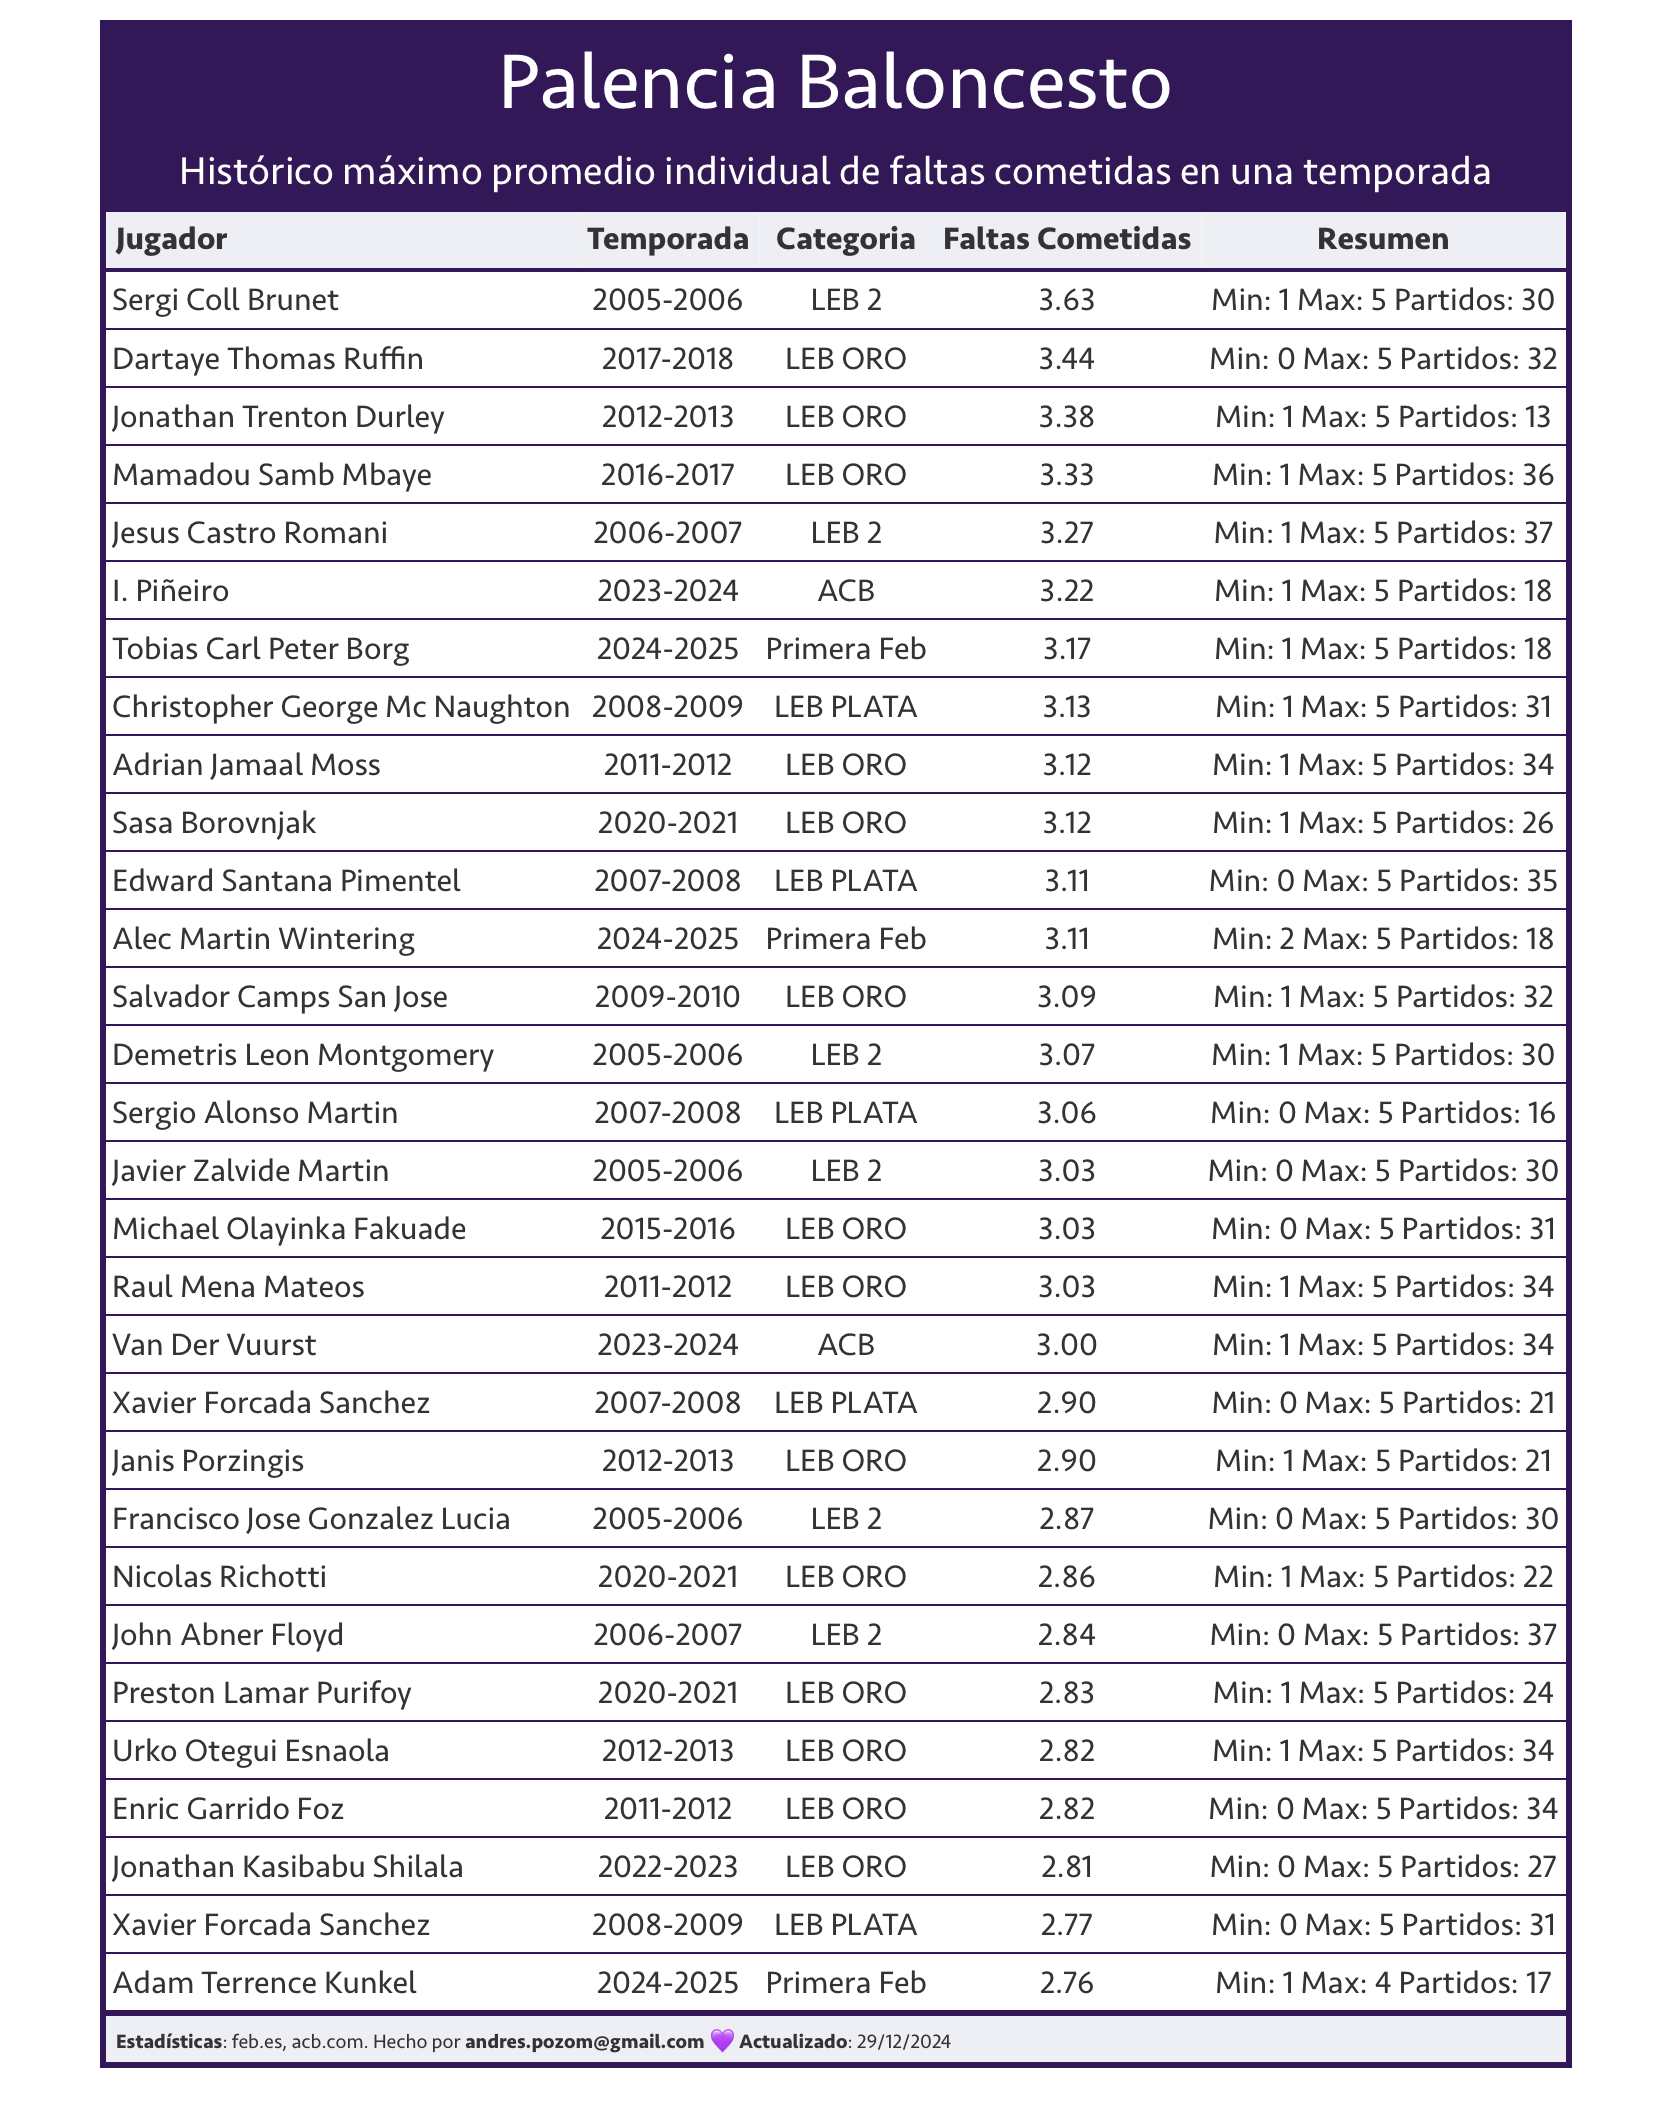 Palencia Baloncesto
Histórico máximo promedio individual de faltas cometidas en una temporada
Jugador Temporada Categoria Faltas Cometidas Resumen
Sergi Coll Brunet 2005-2006 LEB 2 3.63 Min: 1 Max: 5 Partidos: 30
Dartaye Thomas Ruffin 2017-2018 LEB ORO 3.44 Min: 0 Max: 5 Partidos: 32
Jonathan Trenton Durley 2012-2013 LEB ORO 3.38 Min: 1 Max: 5 Partidos: 13
Mamadou Samb Mbaye 2016-2017 LEB ORO 3.33 Min: 1 Max: 5 Partidos: 36
Jesus Castro Romani 2006-2007 LEB 2 3.27 Min: 1 Max: 5 Partidos: 37
I. Piñeiro 2023-2024 ACB 3.22 Min: 1 Max: 5 Partidos: 18
Tobias Carl Peter Borg 2024-2025 Primera Feb 3.17 Min: 1 Max: 5 Partidos: 18
Christopher George Mc Naughton 2008-2009 LEB PLATA 3.13 Min: 1 Max: 5 Partidos: 31
Adrian Jamaal Moss 2011-2012 LEB ORO 3.12 Min: 1 Max: 5 Partidos: 34
Sasa Borovnjak 2020-2021 LEB ORO 3.12 Min: 1 Max: 5 Partidos: 26
Edward Santana Pimentel 2007-2008 LEB PLATA 3.11 Min: 0 Max: 5 Partidos: 35
Alec Martin Wintering 2024-2025 Primera Feb 3.11 Min: 2 Max: 5 Partidos: 18
Salvador Camps San Jose 2009-2010 LEB ORO 3.09 Min: 1 Max: 5 Partidos: 32
Demetris Leon Montgomery 2005-2006 LEB 2 3.07 Min: 1 Max: 5 Partidos: 30
Sergio Alonso Martin 2007-2008 LEB PLATA 3.06 Min: 0 Max: 5 Partidos: 16
Javier Zalvide Martin 2005-2006 LEB 2 3.03 Min: 0 Max: 5 Partidos: 30
Michael Olayinka Fakuade 2015-2016 LEB ORO 3.03 Min: 0 Max: 5 Partidos: 31
Raul Mena Mateos 2011-2012 LEB ORO 3.03 Min: 1 Max: 5 Partidos: 34
Van Der Vuurst 2023-2024 ACB 3.00 Min: 1 Max: 5 Partidos: 34
Xavier Forcada Sanchez 2007-2008 LEB PLATA 2.90 Min: 0 Max: 5 Partidos: 21
Janis Porzingis 2012-2013 LEB ORO 2.90 Min: 1 Max: 5 Partidos: 21
Francisco Jose Gonzalez Lucia 2005-2006 LEB 2 2.87 Min: 0 Max: 5 Partidos: 30
Nicolas Richotti 2020-2021 LEB ORO 2.86 Min: 1 Max: 5 Partidos: 22
John Abner Floyd 2006-2007 LEB 2 2.84 Min: 0 Max: 5 Partidos: 37
Preston Lamar Purifoy 2020-2021 LEB ORO 2.83 Min: 1 Max: 5 Partidos: 24
Urko Otegui Esnaola 2012-2013 LEB ORO 2.82 Min: 1 Max: 5 Partidos: 34
Enric Garrido Foz 2011-2012 LEB ORO 2.82 Min: 0 Max: 5 Partidos: 34
Jonathan Kasibabu Shilala 2022-2023 LEB ORO 2.81 Min: 0 Max: 5 Partidos: 27
Xavier Forcada Sanchez 2008-2009 LEB PLATA 2.77 Min: 0 Max: 5 Partidos: 31
Adam Terrence Kunkel 2024-2025 Primera Feb 2.76 Min: 1 Max: 4 Partidos: 17
Estadísticas: feb.es, acb.com. Hecho por andres.pozom@gmail.com 💜 Actualizado: 29/12/2024